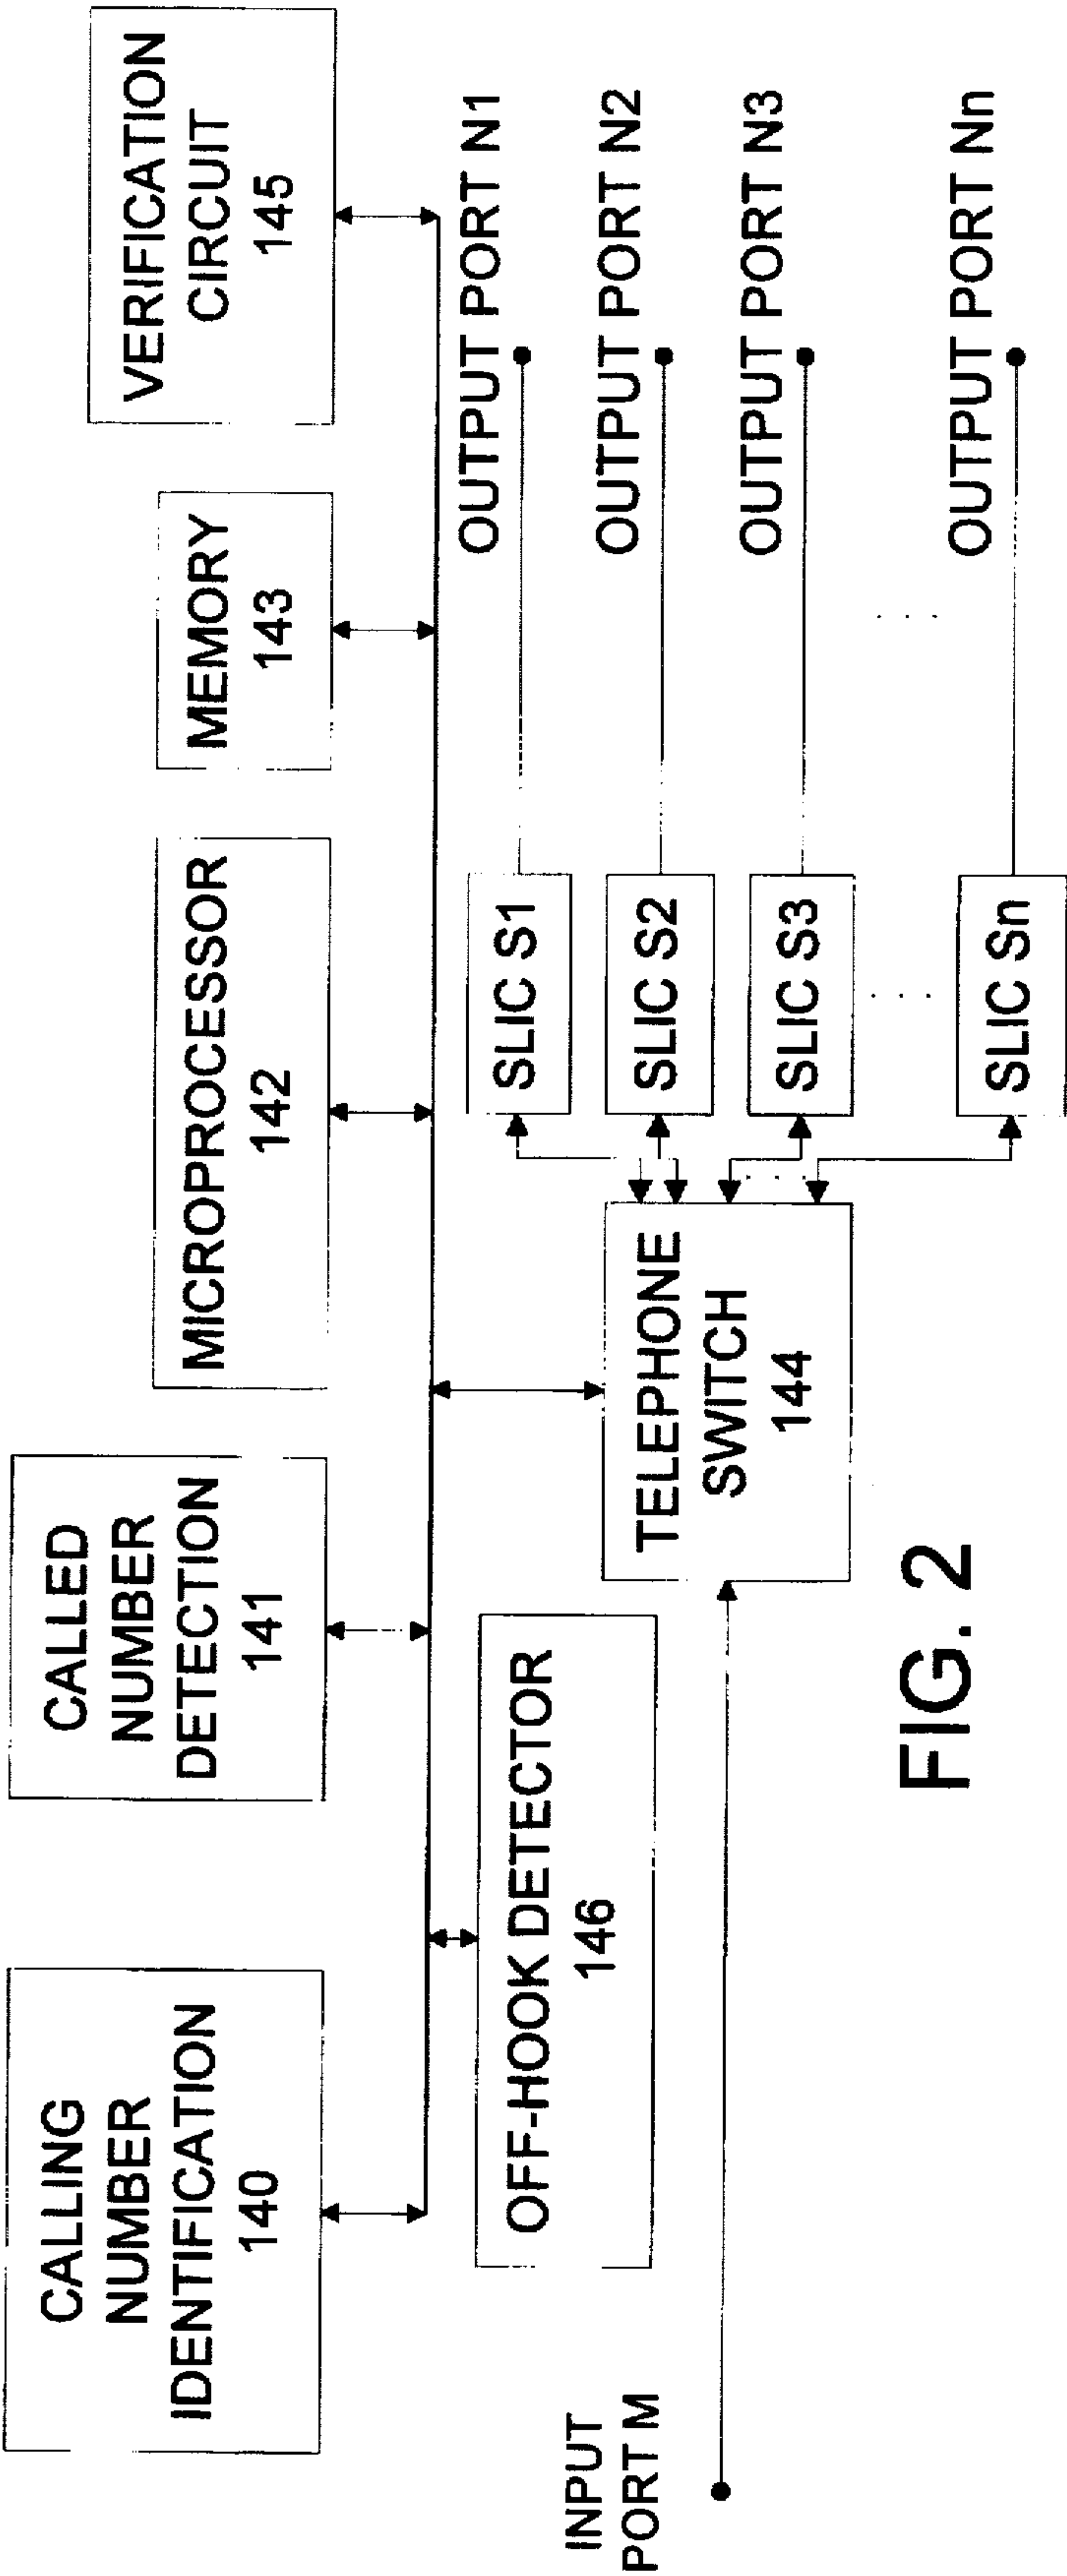 CALLING
NUMBER
IDENTIFICATION
140
CALLED
NUMBER
DETECTION
141
MICROPROCESSOR
142
MEMORY
143
VERIFICATION
CIRCUIT
145
OFF-HOOK DETECTOR
146
INPUT
PORT M
TELEPHONE
SWITCH
144
SLIC S1
OUTPUT PORT N1
SLIC S2
OUTPUT PORT N2
SLIC S3
OUTPUT PORT N3
SLIC Sn
OUTPUT PORT Nn
FIG. 2